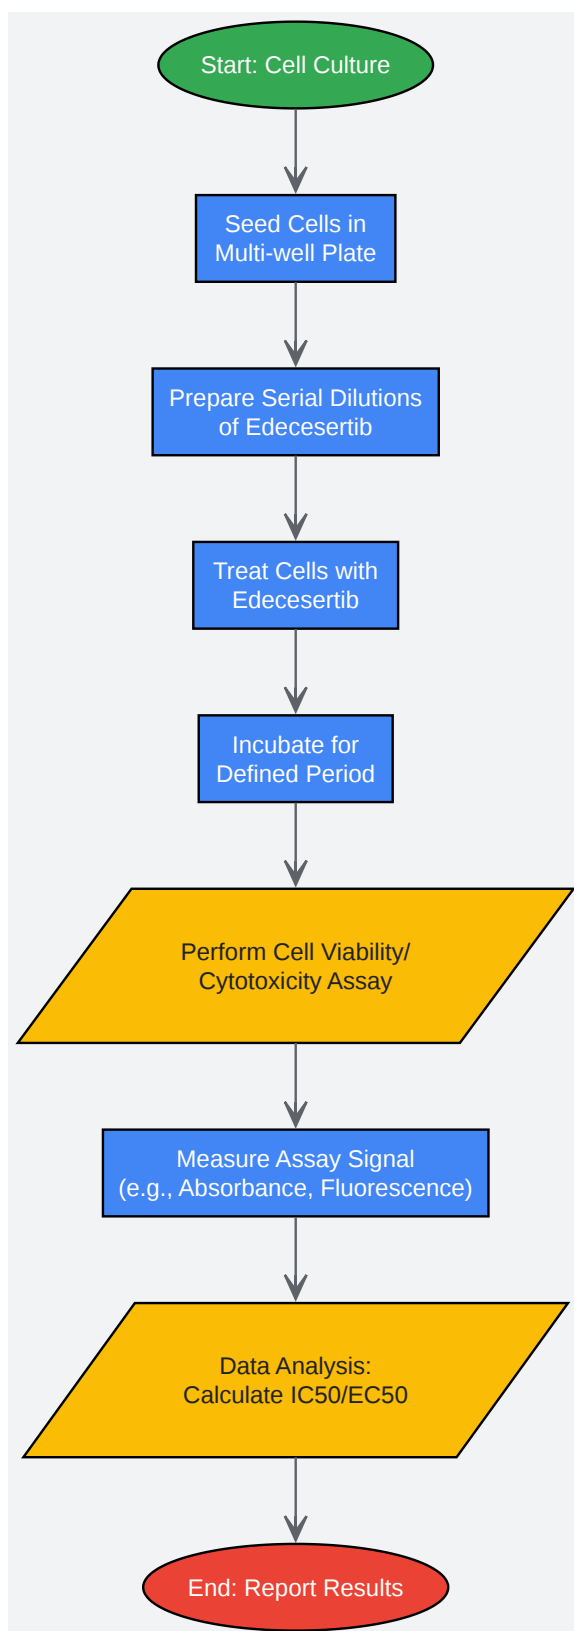 Start: Cell Culture
Seed Cells in
Multi-well Plate
Prepare Serial Dilutions
of Edecesertib
Treat Cells with
Edecesertib
Incubate for
Defined Period
Perform Cell Viability/
Cytotoxicity Assay
Measure Assay Signal
(e.g., Absorbance, Fluorescence)
Data Analysis:
Calculate IC50/EC50
End: Report Results